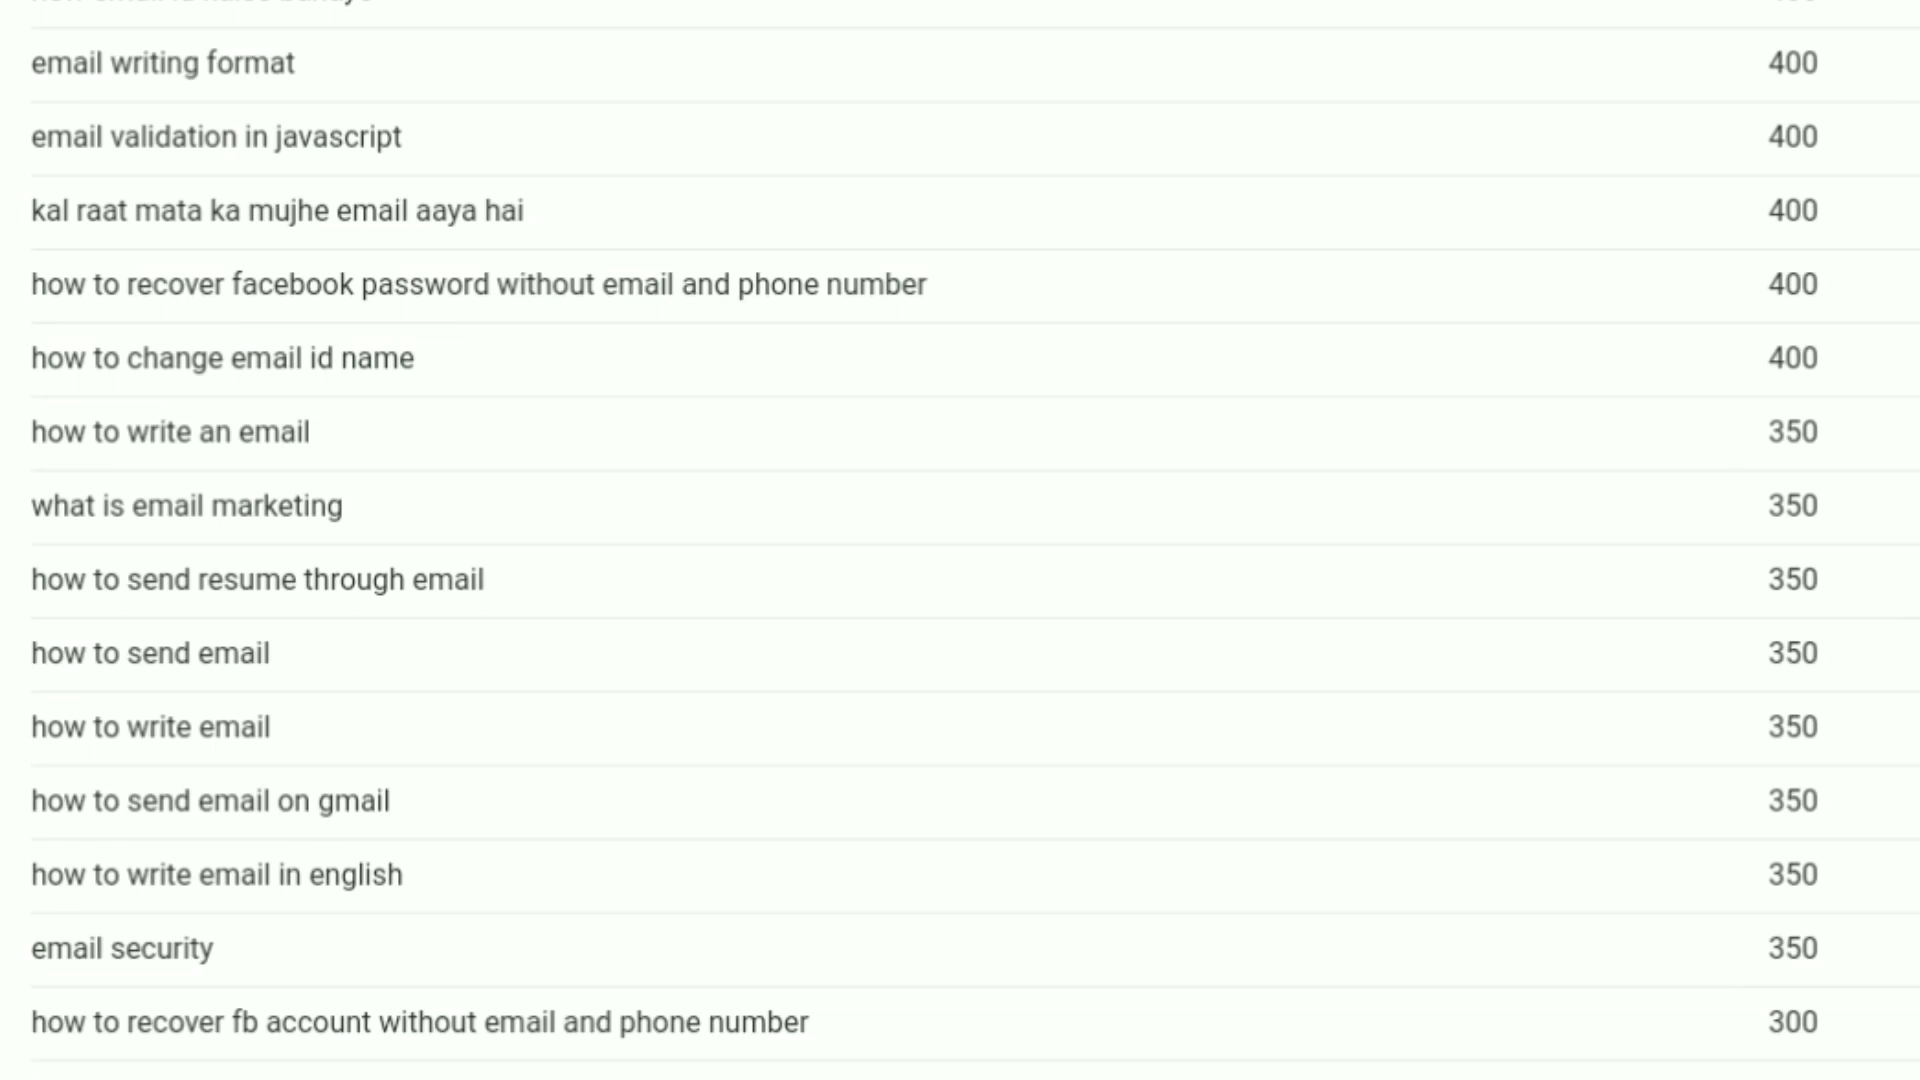 email writing format 400
email validation in javascript 400
kal raat mata ka mujhe email aaya hai 400
how to recover facebook password without email and phone number 400
how to change email id name 400
how to write an email 350
what is email marketing 350
how to send resume through email 350
how to send email 350
how to write email 350
how to send email on gmail 350
how to write email in english 350
email security 350
how to recover fb account without email and phone number 300